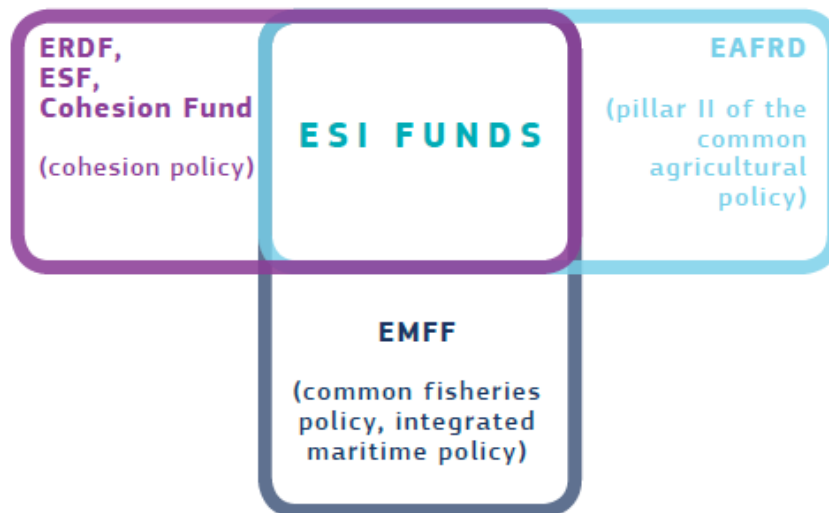 ERDF,
ESF,
Cohesion Fund
(cohesion policy)
ESI FUNDS
EAFRD
(pillar II of the
common
agricultural
policy)
EMFF
(common fisheries
policy, integrated
maritime policy)